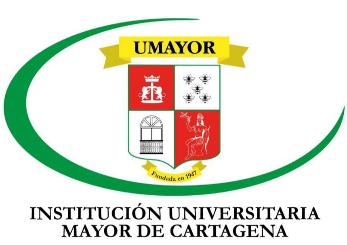 UMAYOR
Fundada en 1947
INSTITUCIÓN UNIVERSITARIA
MAYOR DE CARTAGENA